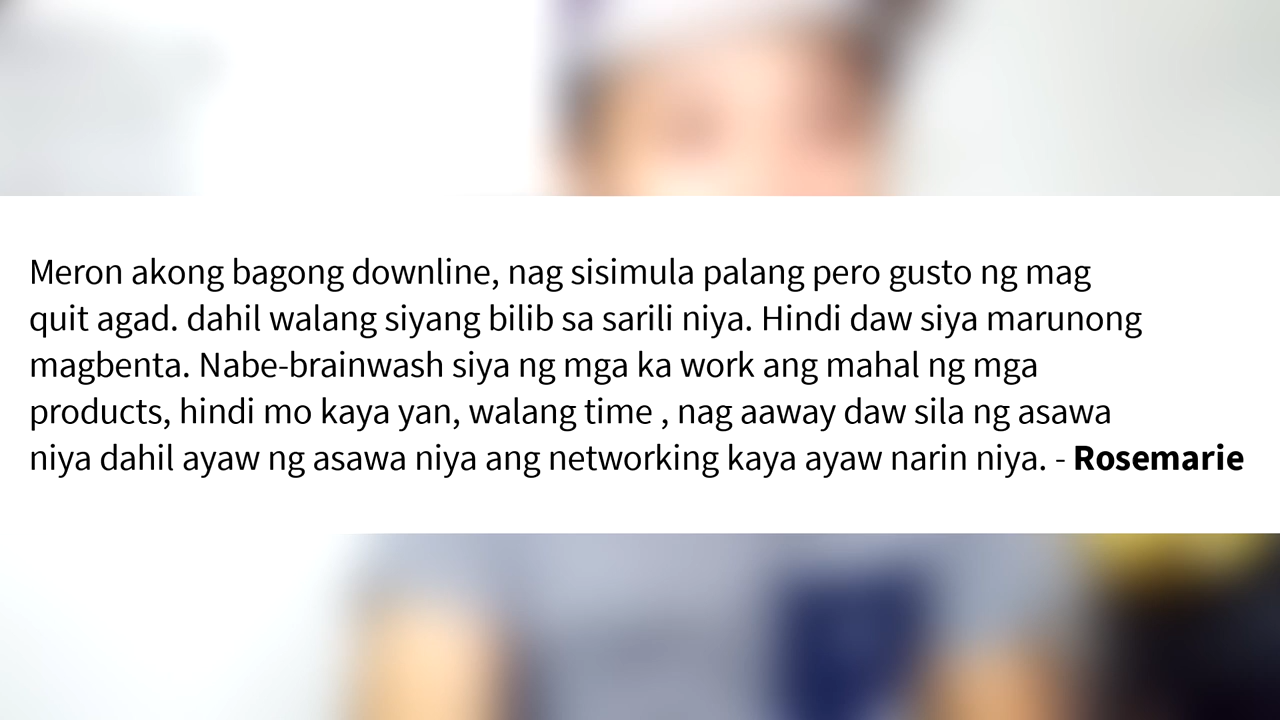 Meron akong bagong downline, nag sisimula palang pero gusto ng mag
quit agad. dahil walang siyang bilib sa sarili niya. Hindi daw siya marunong
magbenta. Nabe-brainwash siya ng mga ka work ang mahal ng mga
products, hindi mo kaya yan, walang time , nag aaway daw sila ng asawa
niya dahil ayaw ng asawa niya ang networking kaya ayaw narin niya. - Rosemarie